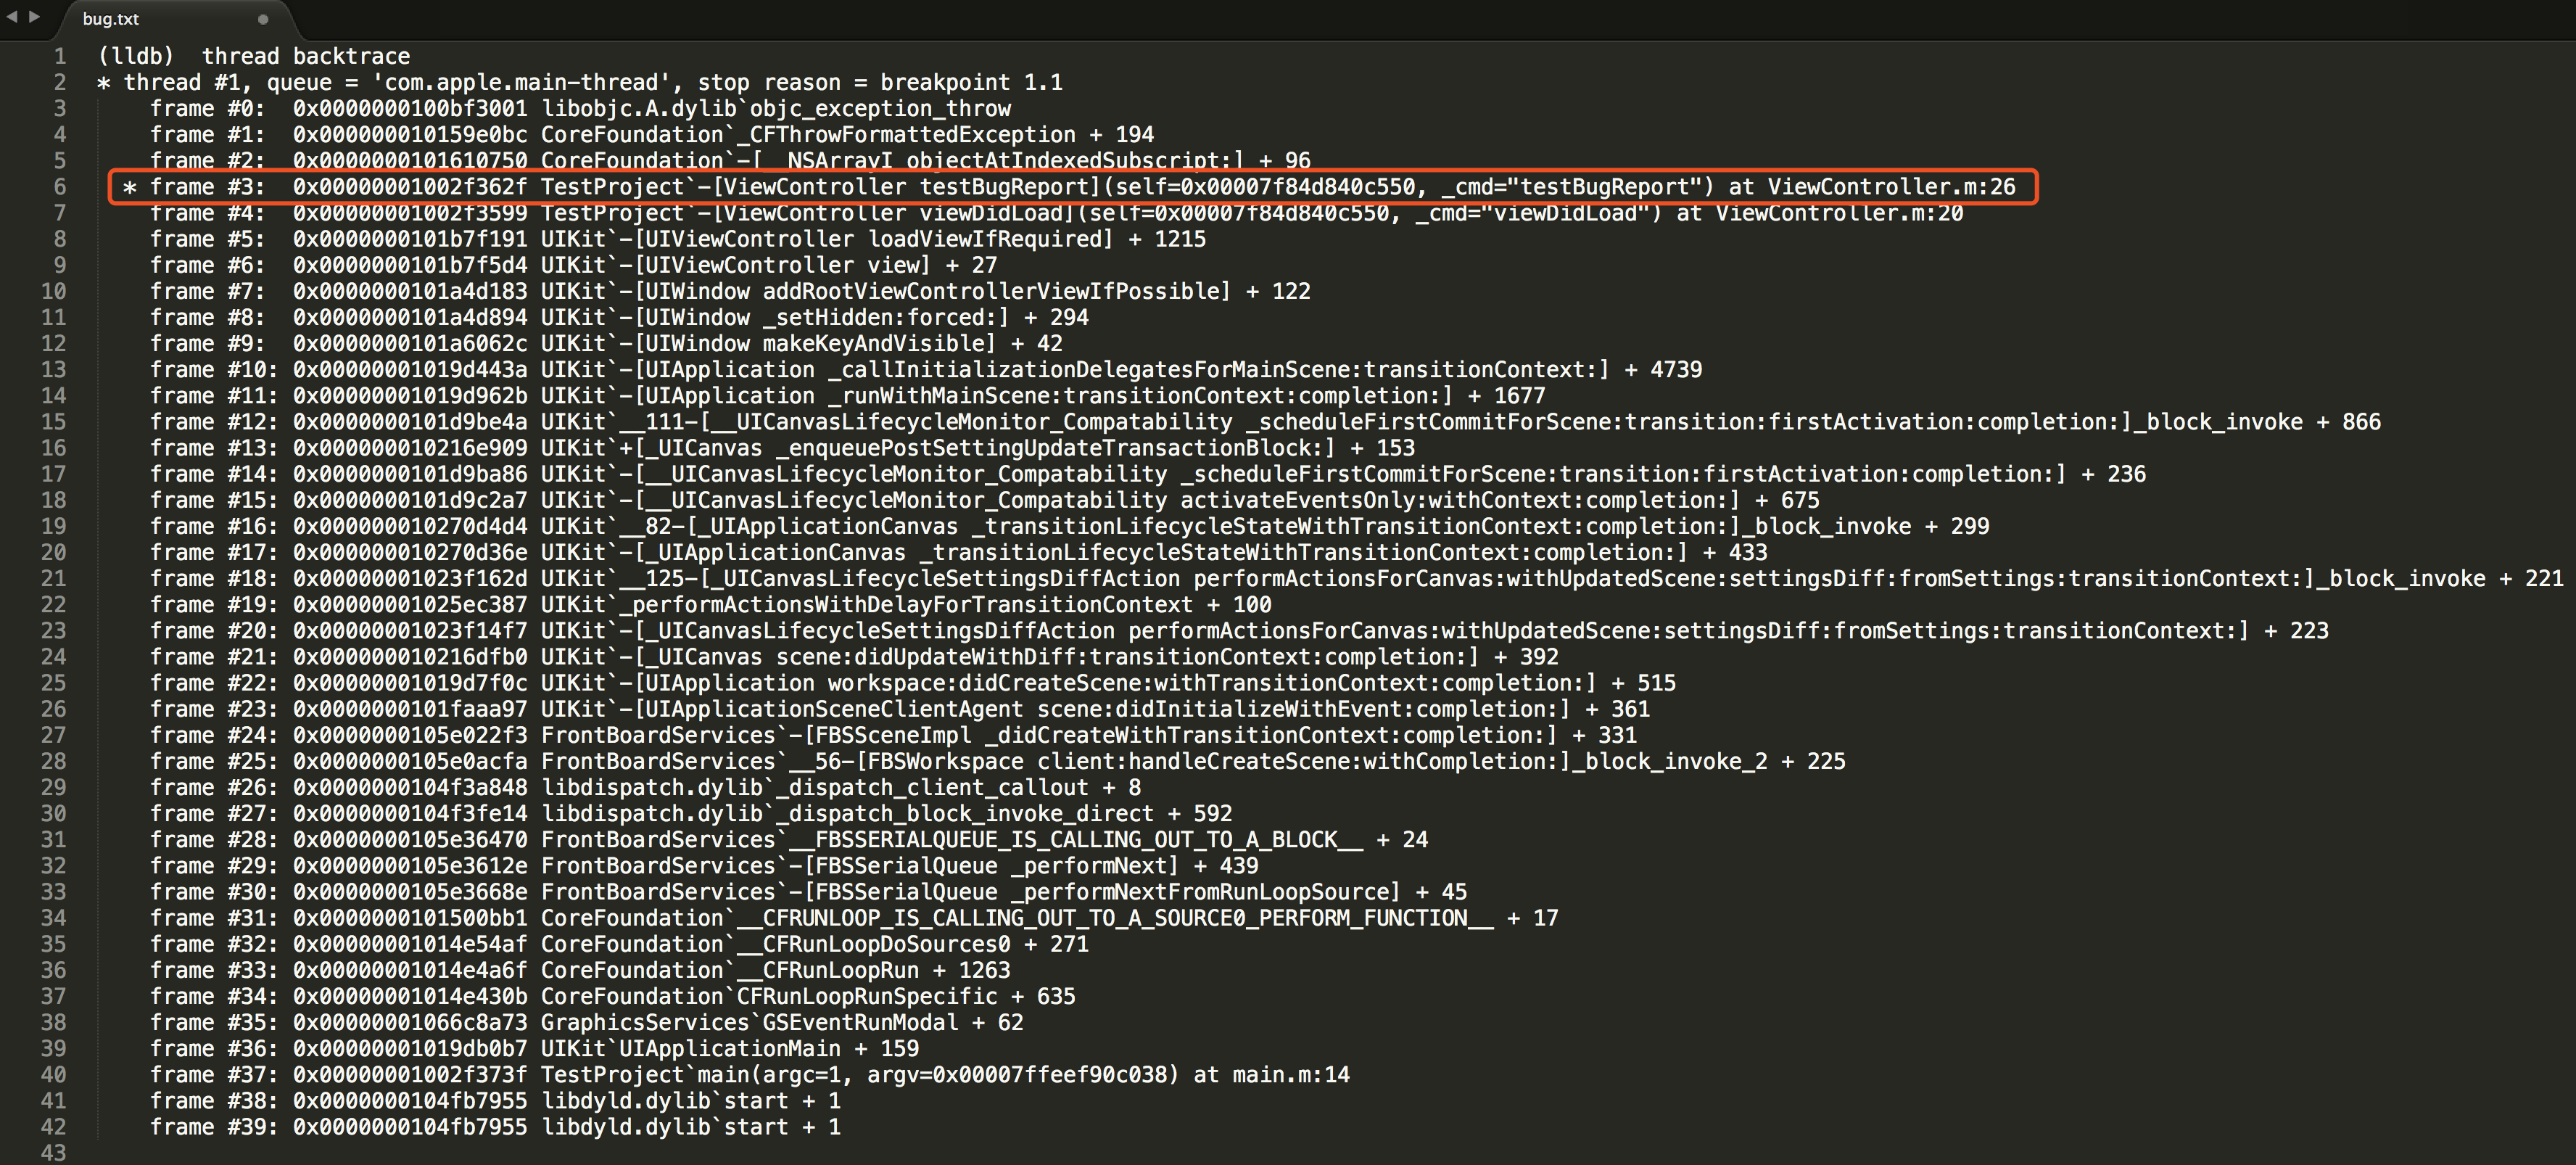 bug.txt
1 (lldb)  thread backtrace
2 * thread #1, queue = 'com.apple.main-thread', stop reason = breakpoint 1.1
3     frame #0:  0x0000000100bf3001 libobjc.A.dylib`objc_exception_throw
4     frame #1:  0x000000010159e0bc CoreFoundation`_CFThrowFormattedException + 194
5     frame #2:  0x0000000101610750 CoreFoundation`-[__NSArrayI objectAtIndexedSubscript:] + 96
6   * frame #3:  0x00000001002f362f TestProject`-[ViewController testBugReport](self=0x00007f84d840c550, _cmd="testBugReport") at ViewController.m:26
7     frame #4:  0x00000001002f3599 TestProject`-[ViewController viewDidLoad](self=0x00007f84d840c550, _cmd="viewDidLoad") at ViewController.m:20
8     frame #5:  0x0000000101b7f191 UIKit`-[UIViewController loadViewIfRequired] + 1215
9     frame #6:  0x0000000101b7f5d4 UIKit`-[UIViewController view] + 27
10     frame #7:  0x0000000101a4d183 UIKit`-[UIWindow addRootViewControllerViewIfPossible] + 122
11     frame #8:  0x0000000101a4d894 UIKit`-[UIWindow _setHidden:forced:] + 294
12     frame #9:  0x0000000101a6062c UIKit`-[UIWindow makeKeyAndVisible] + 42
13     frame #10: 0x00000001019d443a UIKit`-[UIApplication _callInitializationDelegatesForMainScene:transitionContext:] + 4739
14     frame #11: 0x00000001019d962b UIKit`-[UIApplication _runWithMainScene:transitionContext:completion:] + 1677
15     frame #12: 0x0000000101d9be4a UIKit`__111-[__UICanvasLifecycleMonitor_Compatability _scheduleFirstCommitForScene:transition:firstActivation:completion:]_block_invoke + 866
16     frame #13: 0x000000010216e909 UIKit`+[_UICanvas _enqueuePostSettingUpdateTransactionBlock:] + 153
17     frame #14: 0x0000000101d9ba86 UIKit`-[__UICanvasLifecycleMonitor_Compatability _scheduleFirstCommitForScene:transition:firstActivation:completion:] + 236
18     frame #15: 0x0000000101d9c2a7 UIKit`-[__UICanvasLifecycleMonitor_Compatability activateEventsOnly:withContext:completion:] + 675
19     frame #16: 0x000000010270d4d4 UIKit`__82-[_UIApplicationCanvas _transitionLifecycleStateWithTransitionContext:completion:]_block_invoke + 299
20     frame #17: 0x000000010270d36e UIKit`-[_UIApplicationCanvas _transitionLifecycleStateWithTransitionContext:completion:] + 433
21     frame #18: 0x00000001023f162d UIKit`__125-[_UICanvasLifecycleSettingsDiffAction performActionsForCanvas:withUpdatedScene:settingsDiff:fromSettings:transitionContext:]_block_invoke + 221
22     frame #19: 0x00000001025ec387 UIKit`_performActionsWithDelayForTransitionContext + 100
23     frame #20: 0x00000001023f14f7 UIKit`-[_UICanvasLifecycleSettingsDiffAction performActionsForCanvas:withUpdatedScene:settingsDiff:fromSettings:transitionContext:] + 223
24     frame #21: 0x000000010216dfb0 UIKit`-[_UICanvas scene:didUpdateWithDiff:transitionContext:completion:] + 392
25     frame #22: 0x00000001019d7f0c UIKit`-[UIApplication workspace:didCreateScene:withTransitionContext:completion:] + 515
26     frame #23: 0x0000000101faaa97 UIKit`-[UIApplicationSceneClientAgent scene:didInitializeWithEvent:completion:] + 361
27     frame #24: 0x0000000105e022f3 FrontBoardServices`-[FBSSceneImpl _didCreateWithTransitionContext:completion:] + 331
28     frame #25: 0x0000000105e0acfa FrontBoardServices`__56-[FBSWorkspace client:handleCreateScene:withCompletion:]_block_invoke_2 + 225
29     frame #26: 0x0000000104f3a848 libdispatch.dylib`_dispatch_client_callout + 8
30     frame #27: 0x0000000104f3fe14 libdispatch.dylib`_dispatch_block_invoke_direct + 592
31     frame #28: 0x0000000105e36470 FrontBoardServices`__FBSSERIALQUEUE_IS_CALLING_OUT_TO_A_BLOCK__ + 24
32     frame #29: 0x0000000105e3612e FrontBoardServices`-[FBSSerialQueue _performNext] + 439
33     frame #30: 0x0000000105e3668e FrontBoardServices`-[FBSSerialQueue _performNextFromRunLoopSource] + 45
34     frame #31: 0x0000000101500bb1 CoreFoundation`__CFRUNLOOP_IS_CALLING_OUT_TO_A_SOURCE0_PERFORM_FUNCTION__ + 17
35     frame #32: 0x00000001014e54af CoreFoundation`__CFRunLoopDoSources0 + 271
36     frame #33: 0x00000001014e4a6f CoreFoundation`__CFRunLoopRun + 1263
37     frame #34: 0x00000001014e430b CoreFoundation`CFRunLoopRunSpecific + 635
38     frame #35: 0x00000001066c8a73 GraphicsServices`GSEventRunModal + 62
39     frame #36: 0x00000001019db0b7 UIKit`UIApplicationMain + 159
40     frame #37: 0x00000001002f373f TestProject`main(argc=1, argv=0x00007ffeef90c038) at main.m:14
41     frame #38: 0x0000000104fb7955 libdyld.dylib`start + 1
42     frame #39: 0x0000000104fb7955 libdyld.dylib`start + 1
43